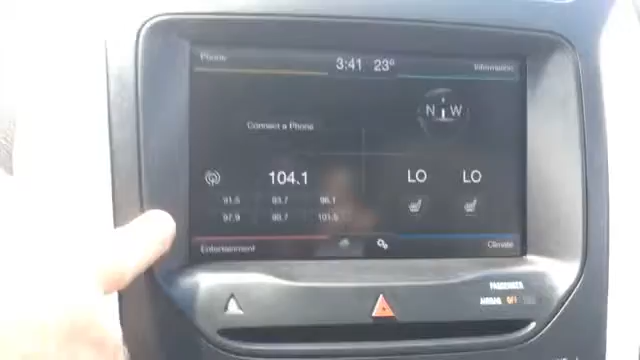 Phone 3:41 23° Information
N W
Connect a Phone
104.1 LO LO
91.5 93.7 96.1
97.9 98.7 101.5
Entertainment Climate
PASSENGER
AIRBAG OFF